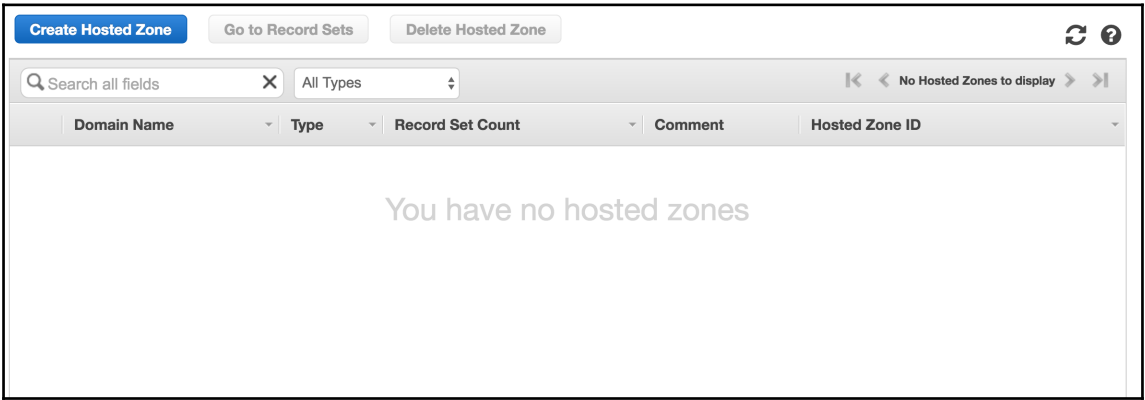 Create Hosted Zone Go to Record Sets Delete Hosted Zone
Search all fields All Types No Hosted Zones to display
Domain Name Type Record Set Count Comment Hosted Zone ID
You have no hosted zones